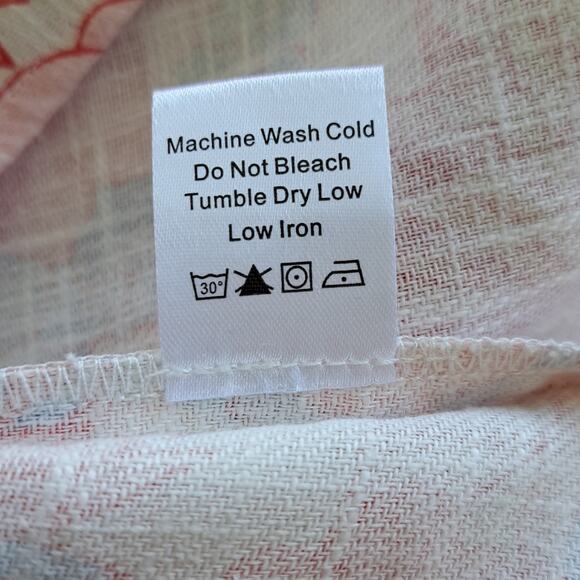 Machine Wash Cold
Do Not Bleach
Tumble Dry Low
Low Iron
30°